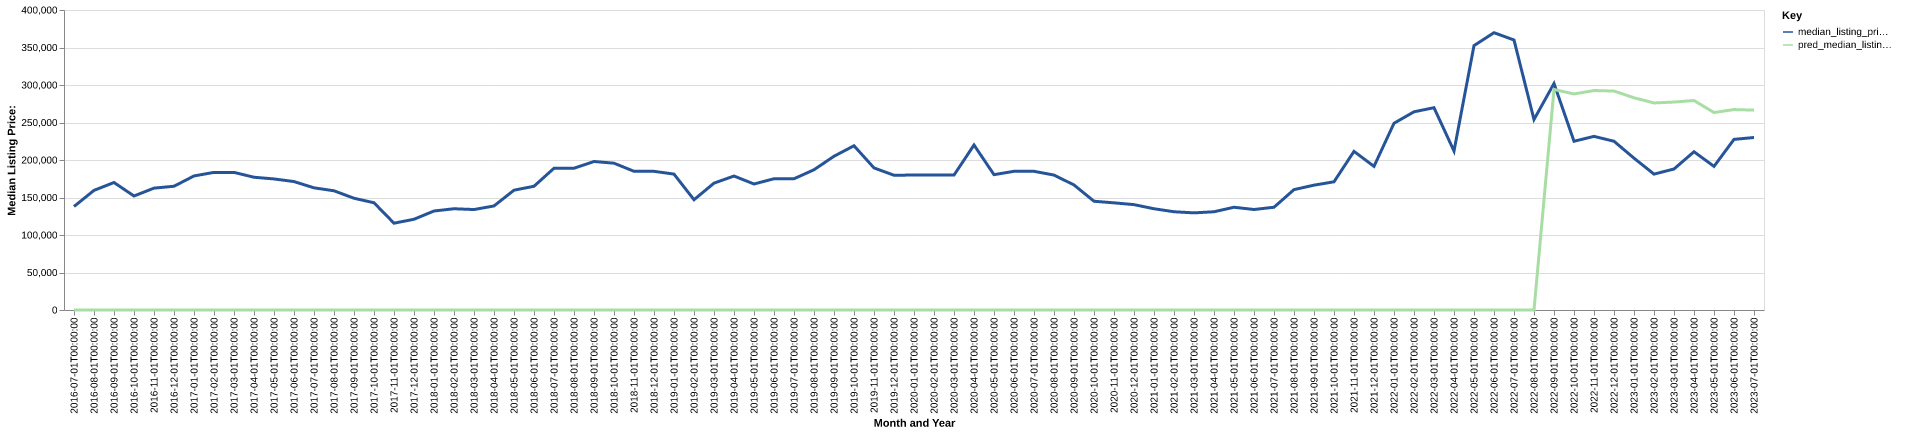 400,000
350,000
300,000
250,000
200,000
150,000
100,000
50,000
0
Median Listing Price:
2016-07-01T00:00:00
2016-08-01T00:00:00
2016-09-01T00:00:00
2016-10-01T00:00:00
2016-11-01T00:00:00
2016-12-01T00:00:00
2017-01-01T00:00:00
2017-02-01T00:00:00
2017-03-01T00:00:00
2017-04-01T00:00:00
2017-05-01T00:00:00
2017-06-01T00:00:00
2017-07-01T00:00:00
2017-08-01T00:00:00
2017-09-01T00:00:00
2017-10-01T00:00:00
2017-11-01T00:00:00
2017-12-01T00:00:00
2018-01-01T00:00:00
2018-02-01T00:00:00
2018-03-01T00:00:00
2018-04-01T00:00:00
2018-05-01T00:00:00
2018-06-01T00:00:00
2018-07-01T00:00:00
2018-08-01T00:00:00
2018-09-01T00:00:00
2018-10-01T00:00:00
2018-11-01T00:00:00
2018-12-01T00:00:00
2019-01-01T00:00:00
2019-02-01T00:00:00
2019-03-01T00:00:00
2019-04-01T00:00:00
2019-05-01T00:00:00
2019-06-01T00:00:00
2019-07-01T00:00:00
2019-08-01T00:00:00
2019-09-01T00:00:00
2019-10-01T00:00:00
2019-11-01T00:00:00
2019-12-01T00:00:00
2020-01-01T00:00:00
2020-02-01T00:00:00
2020-03-01T00:00:00
2020-04-01T00:00:00
2020-05-01T00:00:00
2020-06-01T00:00:00
2020-07-01T00:00:00
2020-08-01T00:00:00
2020-09-01T00:00:00
2020-10-01T00:00:00
2020-11-01T00:00:00
2020-12-01T00:00:00
2021-01-01T00:00:00
2021-02-01T00:00:00
2021-03-01T00:00:00
2021-04-01T00:00:00
2021-05-01T00:00:00
2021-06-01T00:00:00
2021-07-01T00:00:00
2021-08-01T00:00:00
2021-09-01T00:00:00
2021-10-01T00:00:00
2021-11-01T00:00:00
2021-12-01T00:00:00
2022-01-01T00:00:00
2022-02-01T00:00:00
2022-03-01T00:00:00
2022-04-01T00:00:00
2022-05-01T00:00:00
2022-06-01T00:00:00
2022-07-01T00:00:00
2022-08-01T00:00:00
2022-09-01T00:00:00
2022-10-01T00:00:00
2022-11-01T00:00:00
2022-12-01T00:00:00
2023-01-01T00:00:00
2023-02-01T00:00:00
2023-03-01T00:00:00
2023-04-01T00:00:00
2023-05-01T00:00:00
2023-06-01T00:00:00
2023-07-01T00:00:00
Month and Year
Key
median_listing_pri…
pred_median_listin…